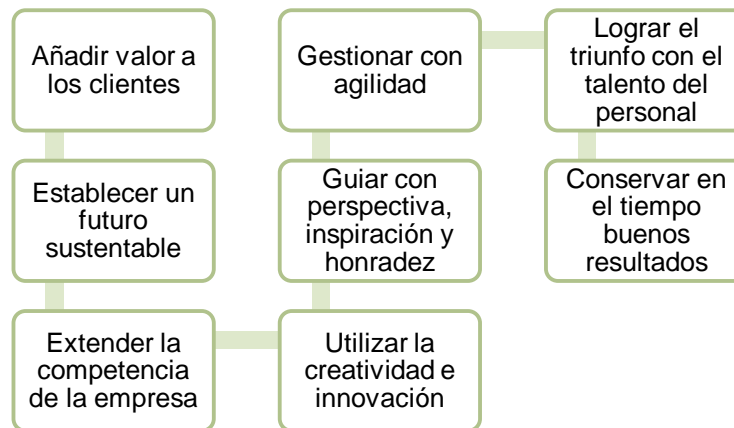 Añadir valor a
los clientes
Establecer un
futuro
sustentable
Extender la
competencia
de la empresa
Utilizar la
creatividad e
innovación
Guiar con
perspectiva,
inspiración y
honradez
Gestionar con
agilidad
Lograr el
triunfo con el
talento del
personal
Conservar en
el tiempo
buenos
resultados